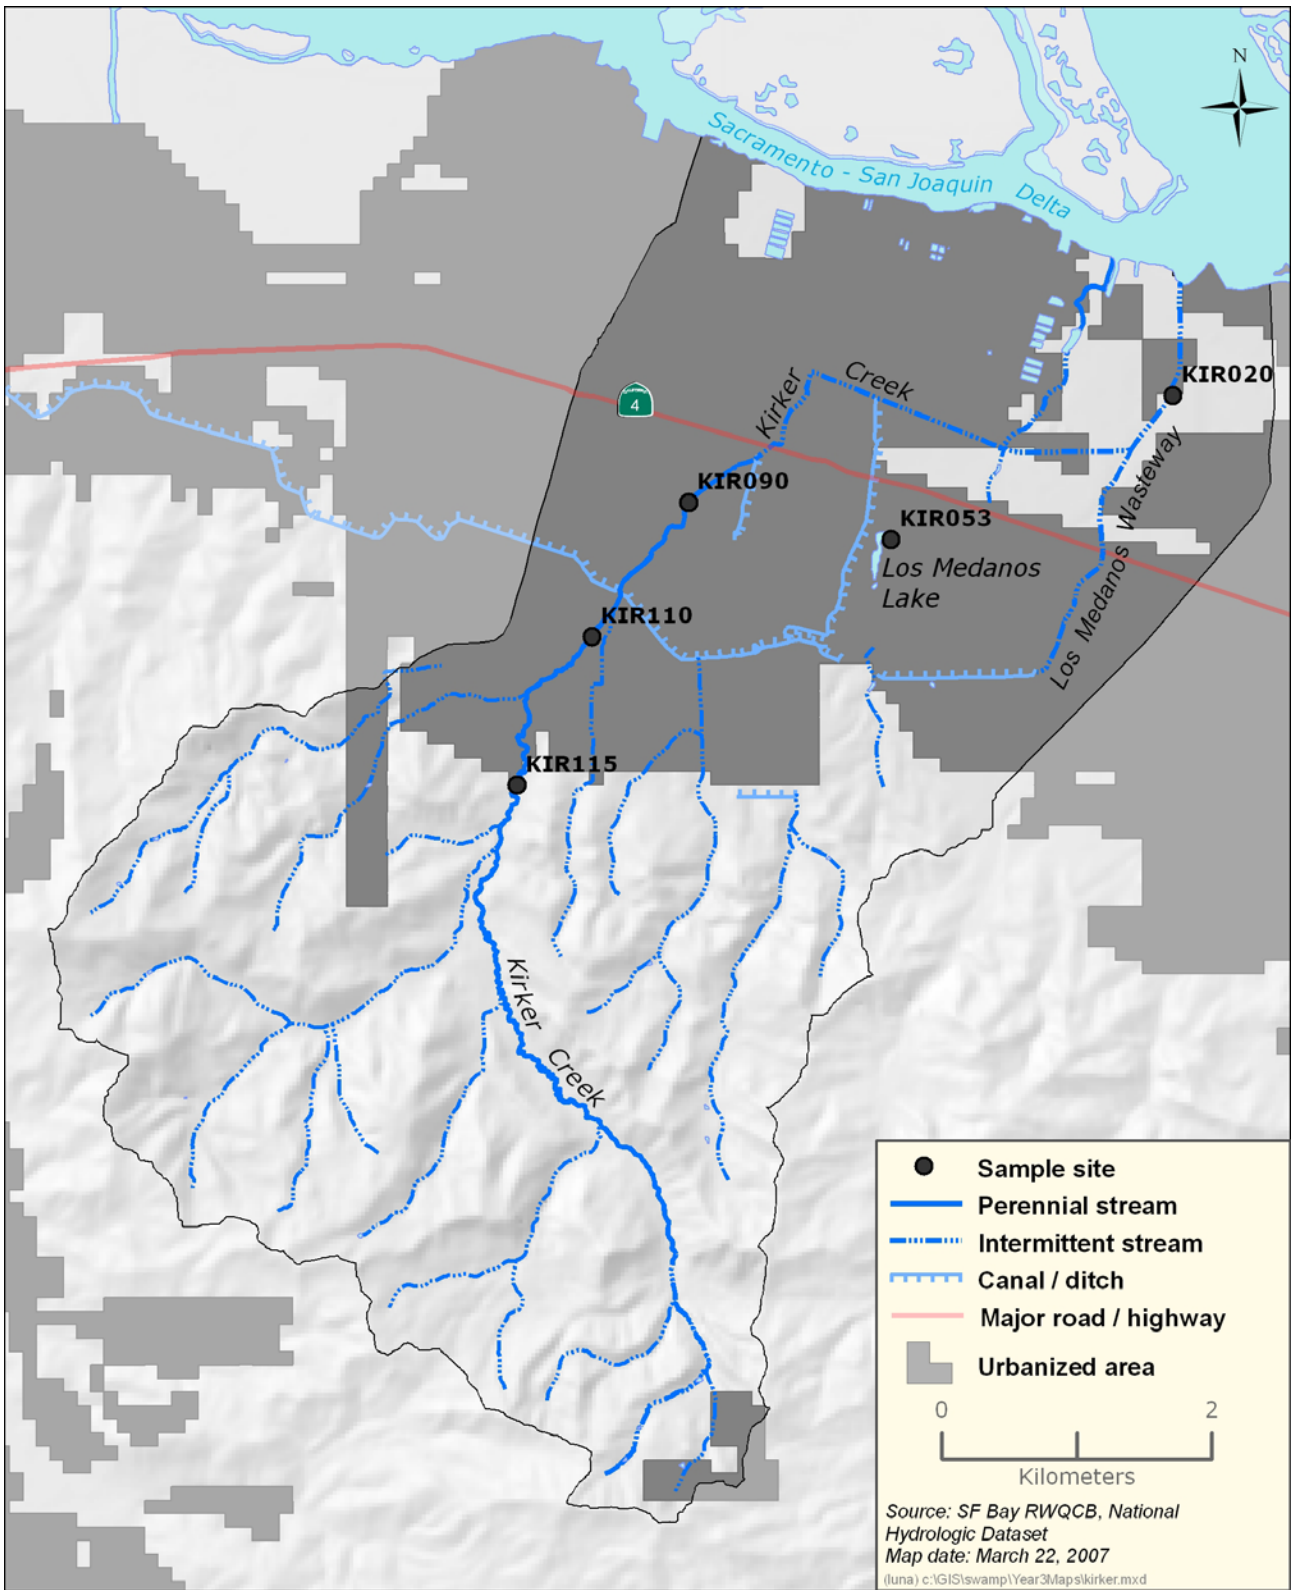 N
Sacramento - San Joaquin Delta
KIR020
Kirker Creek
4
KIR090
KIR053
Los Medanos
Lake
Los Medanos Wasteway
KIR110
KIR115
Kirker Creek
Sample site
Perennial stream
Intermittent stream
Canal / ditch
Major road / highway
Urbanized area
0 2
Kilometers
Source: SF Bay RWQCB, National
Hydrologic Dataset
Map date: March 22, 2007
(luna) c:\GIS\swamp\Year3Maps\kirker.mxd